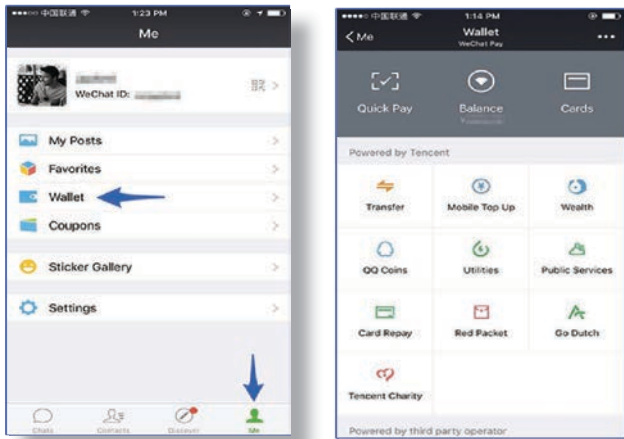 中国联通 1:23 PM
Me
WeChat ID:
My Posts
Favorites
Wallet
Coupons
Sticker Gallery
Settings
Chats Contacts Discover Me
中国联通 1:14 PM
Me Wallet
WeChat Pay
Quick Pay Balance Cards
Powered by Tencent
Transfer Mobile Top Up Wealth
QQ Coins Utilities Public Services
Card Repay Red Packet Go Dutch
Tencent Charity
Powered by third party operator